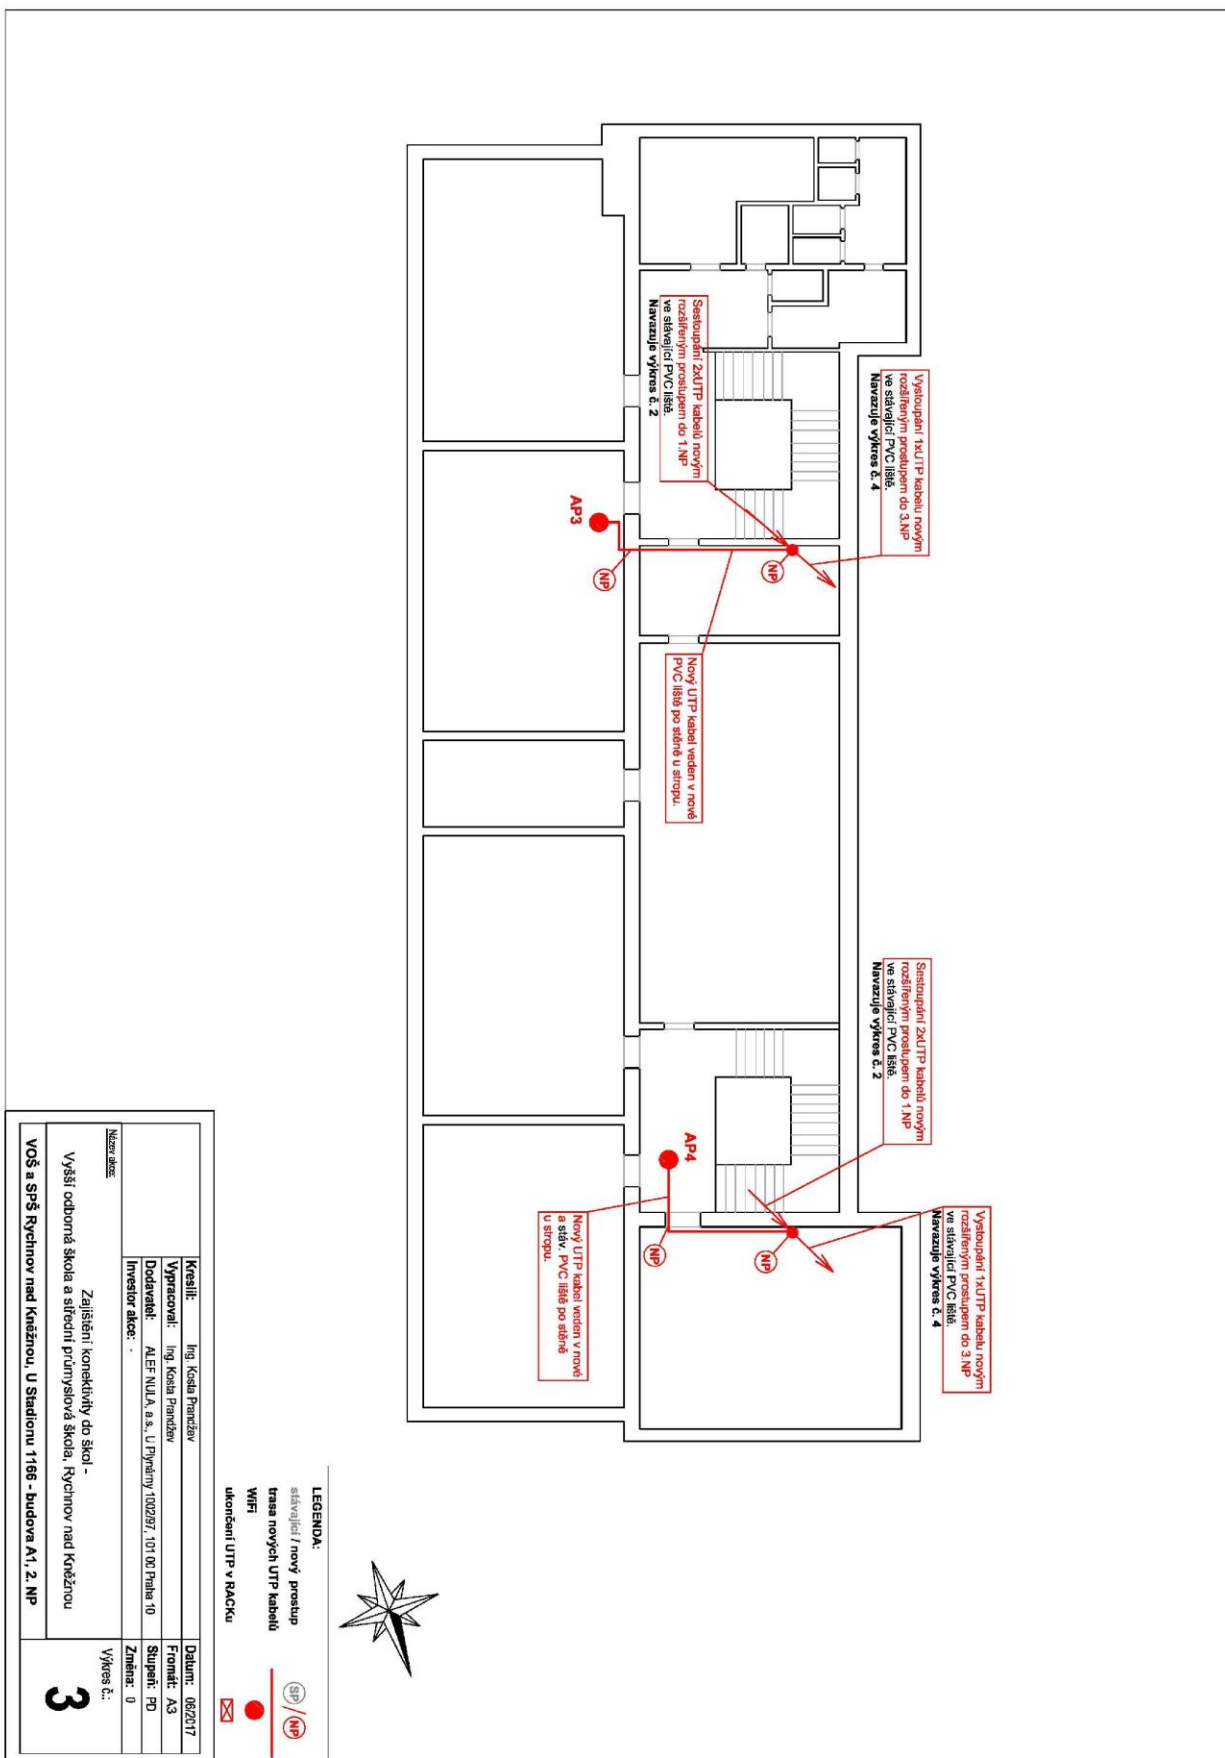 Vystoupání 1xUTP kabelu novým
rozšířeným prostupem do 3.NP
ve stávající PVC liště.
Navazuje výkres č. 4
Sestoupání 2xUTP kabelů novým
rozšířeným prostupem do 1.NP
ve stávající PVC liště.
Navazuje výkres č. 2
AP3
NP
NP
Nový UTP kabel veden v nové
PVC liště po stěně u stropu.
Sestoupání 2xUTP kabelů novým
rozšířeným prostupem do 1.NP
ve stávající PVC liště.
Navazuje výkres č. 2
Vystoupání 1xUTP kabelu novým
rozšířeným prostupem do 3.NP
ve stávající PVC liště.
Navazuje výkres č. 4
AP4
NP
NP
Nový UTP kabel veden v nové
a stáv. PVC liště po stěně
u stropu.
LEGENDA:
stávající / nový prostup
SP / NP
trasa nových UTP kabelů
WiFi
ukončení UTP v RACKu
Kreslil: Ing. Kosta Prandžev
Datum: 06/2017
Vypracoval: Ing. Kosta Prandžev
Fromát: A3
Dodavatel: ALEF NULA, a.s., U Plynárny 1002/97, 101 00 Praha 10
Stupeň: PD
Investor akce: -
Změna: 0
Název akce:
Zajištění konektivity do škol -
Vyšší odborná škola a střední průmyslová škola, Rychnov nad Kněžnou
Výkres č.:
3
VOŠ a SPŠ Rychnov nad Kněžnou, U Stadionu 1166 - budova A1, 2. NP